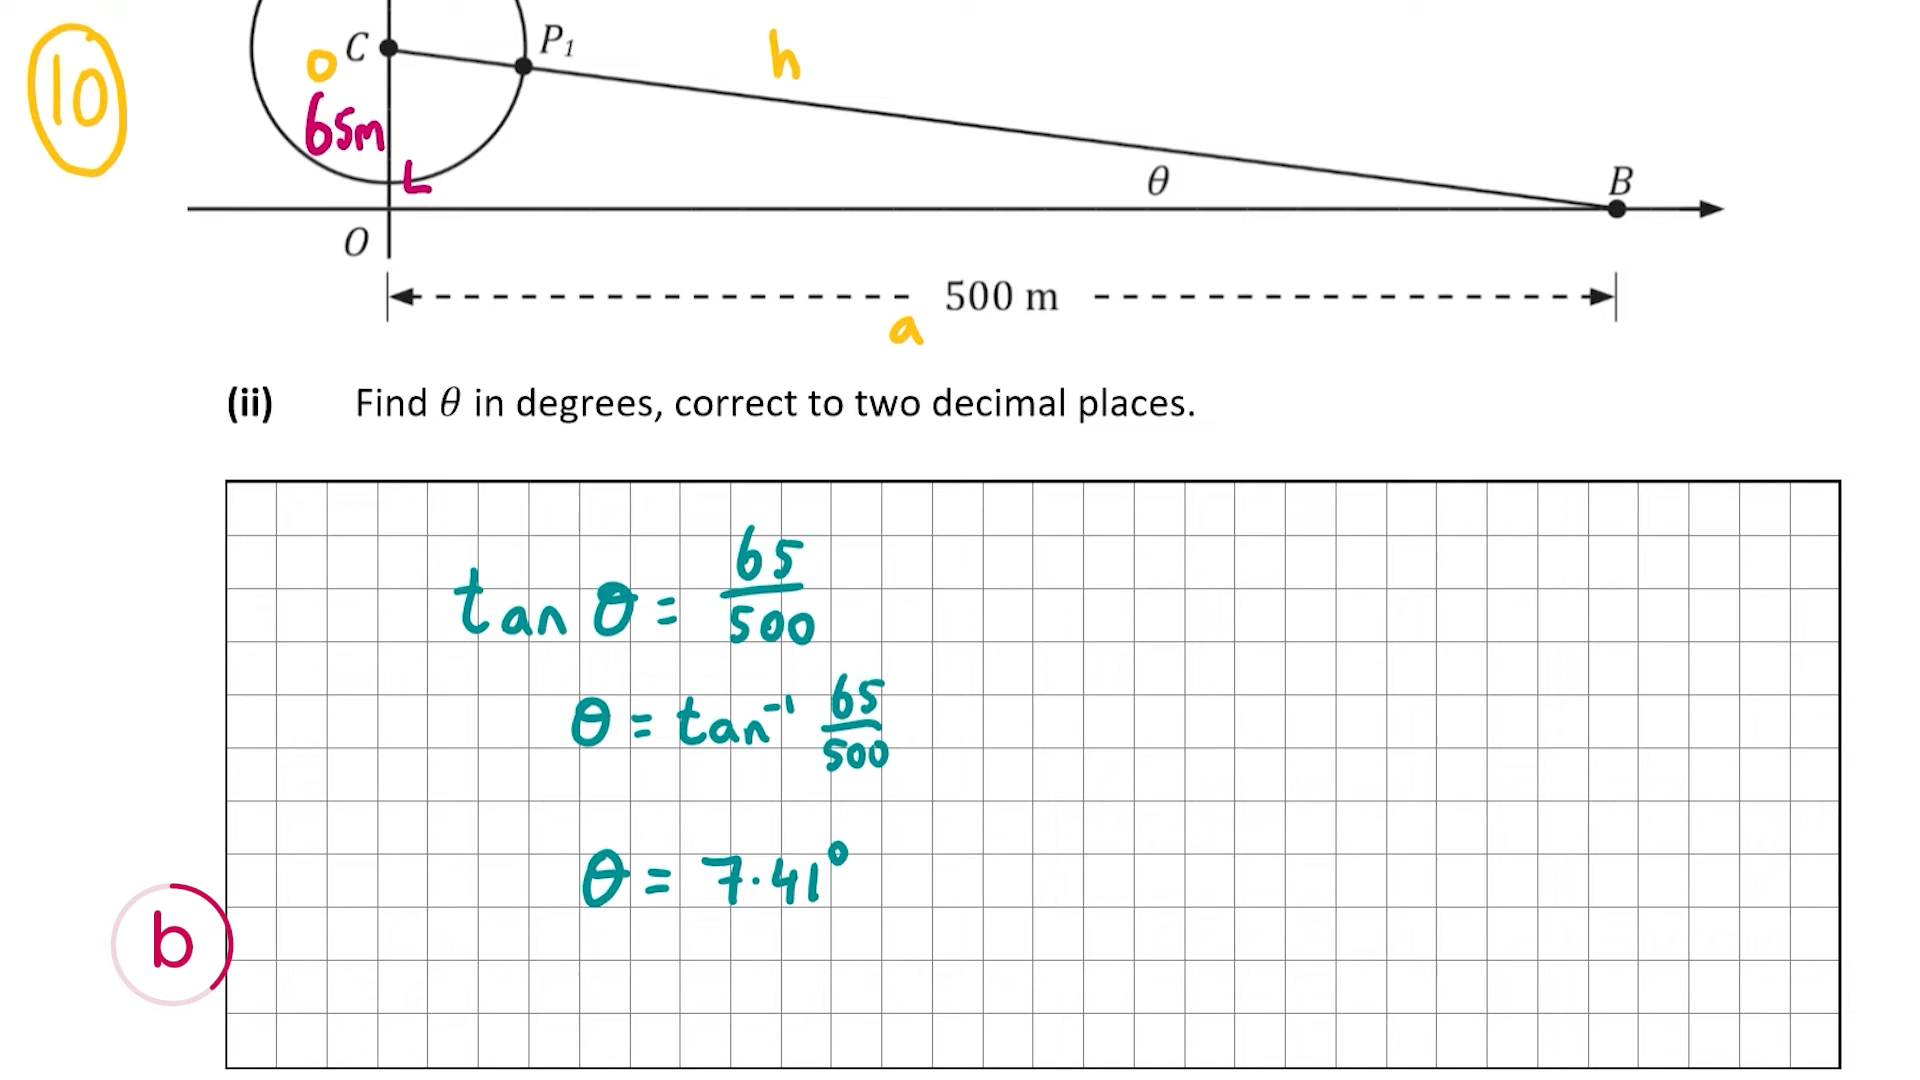 10
C
P₁
h
o
65m
θ
B
O
500 m
a
(ii) Find θ in degrees, correct to two decimal places.
tan θ = 65/500
θ = tan⁻¹ 65/500
θ = 7.41°
b